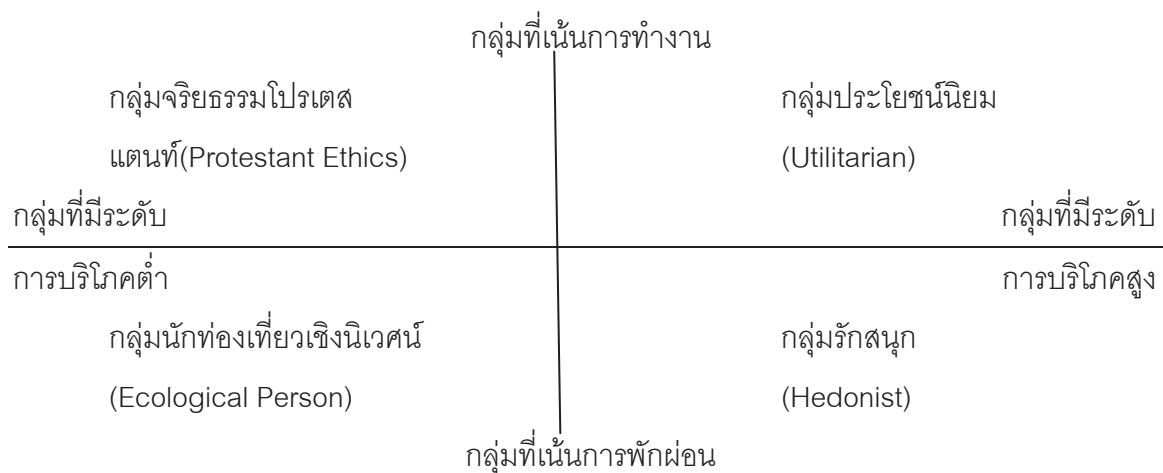 กลุ่มที่เน้นการทำงาน
กลุ่มจริยธรรมโปรเตส
แตนท์(Protestant Ethics)
กลุ่มประโยชน์นิยม
(Utilitarian)
กลุ่มที่มีระดับ
การบริโภคต่ำ
กลุ่มที่มีระดับ
การบริโภคสูง
กลุ่มนักท่องเที่ยวเชิงนิเวศน์
(Ecological Person)
กลุ่มรักสนุก
(Hedonist)
กลุ่มที่เน้นการพักผ่อน